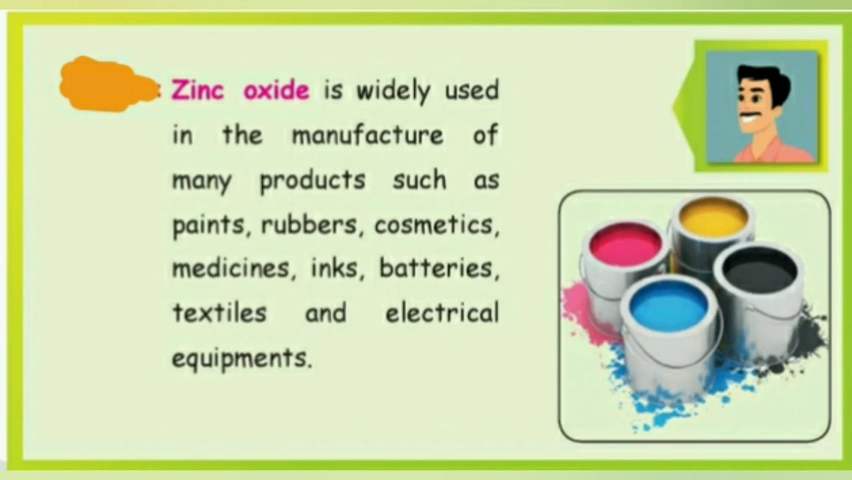 : Zinc oxide is widely used
in the manufacture of
many products such as
paints, rubbers, cosmetics,
medicines, inks, batteries,
textiles and electrical
equipments.